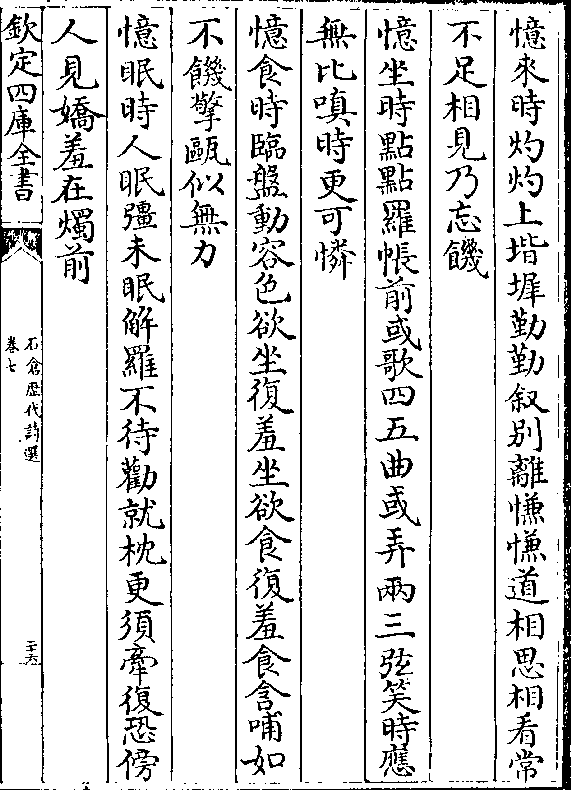 憶來時灼灼上堦墀勤勤叙别離慊慊道相思相看常
不足相見乃忘饑
憶坐時點點羅帳前或歌四五曲或弄兩三弦笑時應
無比嗔時更可憐
憶食時臨盤動容色欲坐復羞坐欲食復羞食含哺如
不饑擎甌似無力
憶眠時人眠彊未眠解羅不待勸就枕更須牽復恐傍
人見嬌羞在燭前
欽定四庫全書
石倉歷代詩選
卷七
二十六